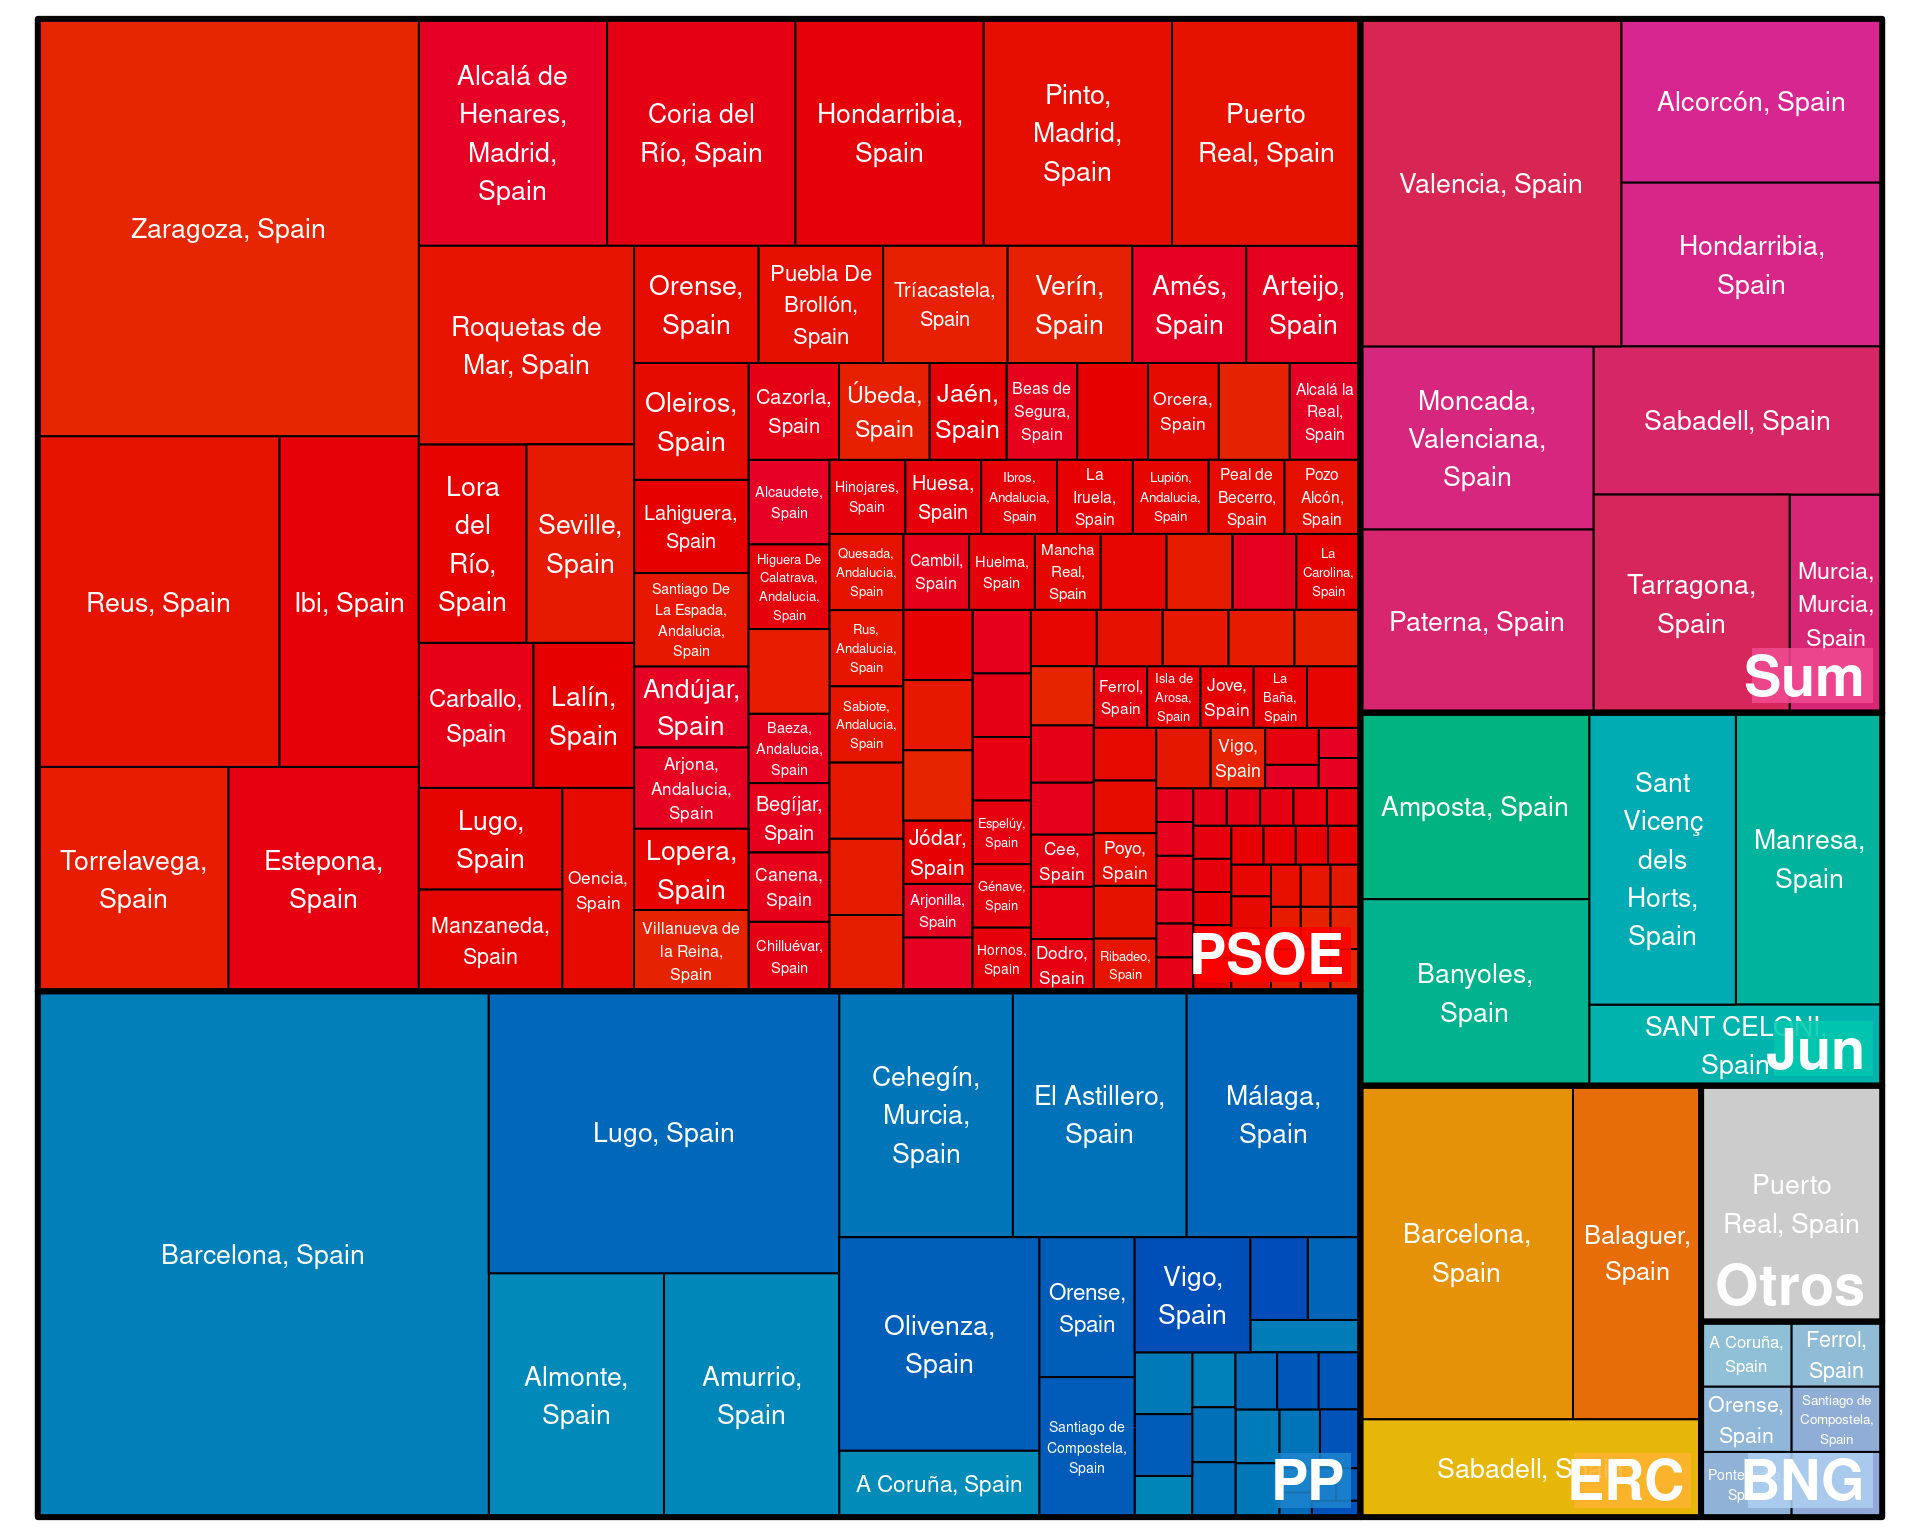 Zaragoza, Spain
Alcalá de
Henares,
Madrid,
Spain
Coria del
Río, Spain
Hondarribia,
Spain
Pinto,
Madrid,
Spain
Puerto
Real, Spain
Reus, Spain
Ibi, Spain
Torrelavega,
Spain
Estepona,
Spain
Roquetas de
Mar, Spain
Lora
del
Río,
Spain
Seville,
Spain
Carballo,
Spain
Lalín,
Spain
Lugo,
Spain
Manzaneda,
Spain
Oencia,
Spain
Orense,
Spain
Puebla De
Brollón,
Spain
Tríacastela,
Spain
Verín,
Spain
Amés,
Spain
Arteijo,
Spain
Oleiros,
Spain
Lahiguera,
Spain
Santiago De
La Espada,
Andalucia,
Spain
Andújar,
Spain
Arjona,
Andalucia,
Spain
Lopera,
Spain
Villanueva de
la Reina,
Spain
Cazorla,
Spain
Úbeda,
Spain
Jaén,
Spain
Beas de
Segura,
Spain
Orcera,
Spain
Alcalá la
Real,
Spain
Alcaudete,
Spain
Higuera De
Calatrava,
Andalucia,
Spain
Baeza,
Andalucia,
Spain
Begíjar,
Spain
Canena,
Spain
Chilluévar,
Spain
Hinojares,
Spain
Huesa,
Spain
Ibros,
Andalucia,
Spain
La
Iruela,
Spain
Lupión,
Andalucia,
Spain
Peal de
Becerro,
Spain
Pozo
Alcón,
Spain
Quesada,
Andalucia,
Spain
Rus,
Andalucia,
Spain
Sabiote,
Andalucia,
Spain
Cambil,
Spain
Huelma,
Spain
Mancha
Real,
Spain
La
Carolina,
Spain
Jódar,
Spain
Arjonilla,
Spain
Espelúy,
Spain
Génave,
Spain
Hornos,
Spain
Cee,
Spain
Dodro,
Spain
Ferrol,
Spain
Isla de
Arosa,
Spain
Jove,
Spain
La
Baña,
Spain
Vigo,
Spain
Poyo,
Spain
Ribadeo,
Spain
PSOE
Barcelona, Spain
Lugo, Spain
Almonte,
Spain
Amurrio,
Spain
Cehegín,
Murcia,
Spain
El Astillero,
Spain
Málaga,
Spain
Olivenza,
Spain
A Coruña, Spain
Orense,
Spain
Santiago de
Compostela,
Spain
Vigo,
Spain
PP
Valencia, Spain
Alcorcón, Spain
Hondarribia,
Spain
Moncada,
Valenciana,
Spain
Paterna, Spain
Sabadell, Spain
Tarragona,
Spain
Murcia,
Murcia,
Spain
Sum
Amposta, Spain
Banyoles,
Spain
Sant
Vicenç
dels
Horts,
Spain
Manresa,
Spain
SANT CELONI,
Spain
Jun
Barcelona,
Spain
Balaguer,
Spain
Sabadell,
ERC
Puerto
Real, Spain
Otros
A Coruña,
Spain
Ferrol,
Spain
Orense,
Spain
Santiago de
Compostela,
Spain
BNG